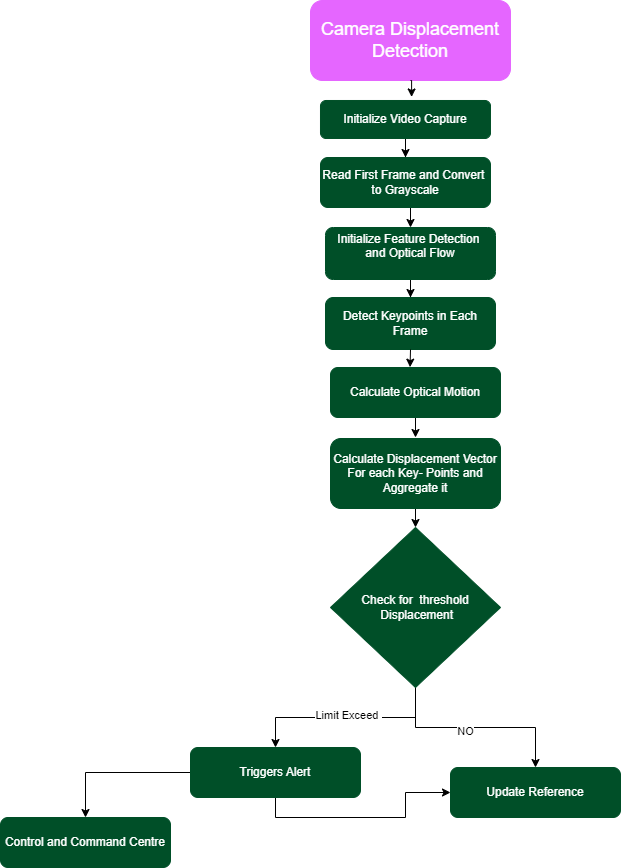 Camera Displacement
Detection
Initialize Video Capture
Read First Frame and Convert
to Grayscale
Initialize Feature Detection
and Optical Flow
Detect Keypoints in Each
Frame
Calculate Optical Motion
Calculate Displacement Vector
For each Key- Points and
Aggregate it
Check for threshold
Displacement
Limit Exceed
NO
Triggers Alert
Update Reference
Control and Command Centre